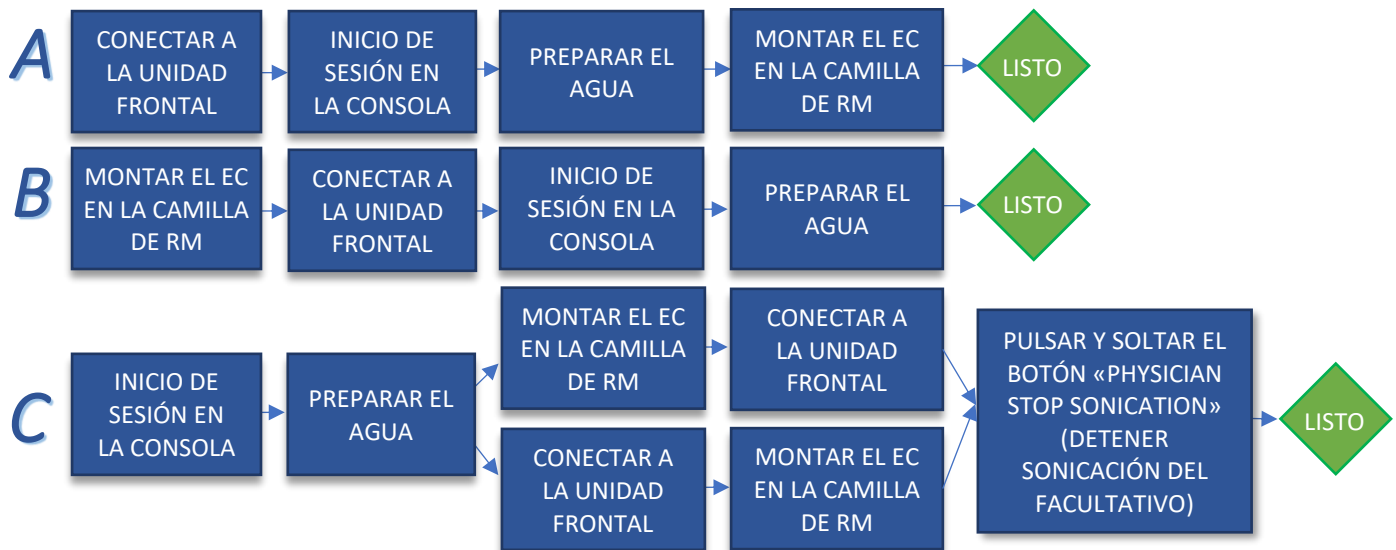 A
CONECTAR A
LA UNIDAD
FRONTAL
INICIO DE
SESIÓN EN
LA CONSOLA
PREPARAR EL
AGUA
MONTAR EL EC
EN LA CAMILLA
DE RM
LISTO
B
MONTAR EL EC
EN LA CAMILLA
DE RM
CONECTAR A
LA UNIDAD
FRONTAL
INICIO DE
SESIÓN EN LA
CONSOLA
PREPARAR EL
AGUA
LISTO
C
INICIO DE
SESIÓN EN
LA CONSOLA
PREPARAR EL
AGUA
MONTAR EL EC
EN LA CAMILLA
DE RM
CONECTAR A
LA UNIDAD
FRONTAL
CONECTAR A
LA UNIDAD
FRONTAL
MONTAR EL EC
EN LA CAMILLA
DE RM
PULSAR Y SOLTAR EL
BOTÓN «PHYSICIAN
STOP SONICATION»
(DETENER
SONICACIÓN DEL
FACULTATIVO)
LISTO